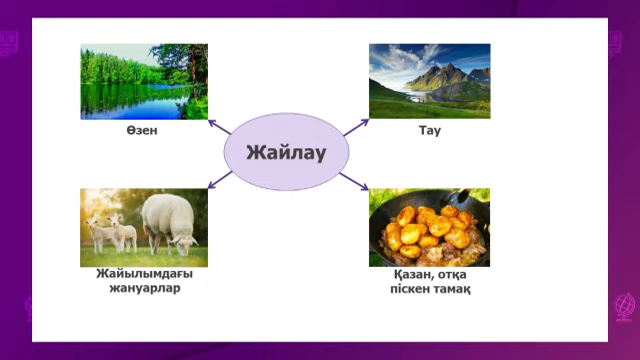 Өзен
Тау
Жайлау
Жайылымдағы
жануарлар
Қазан, отқа
піскен тамақ